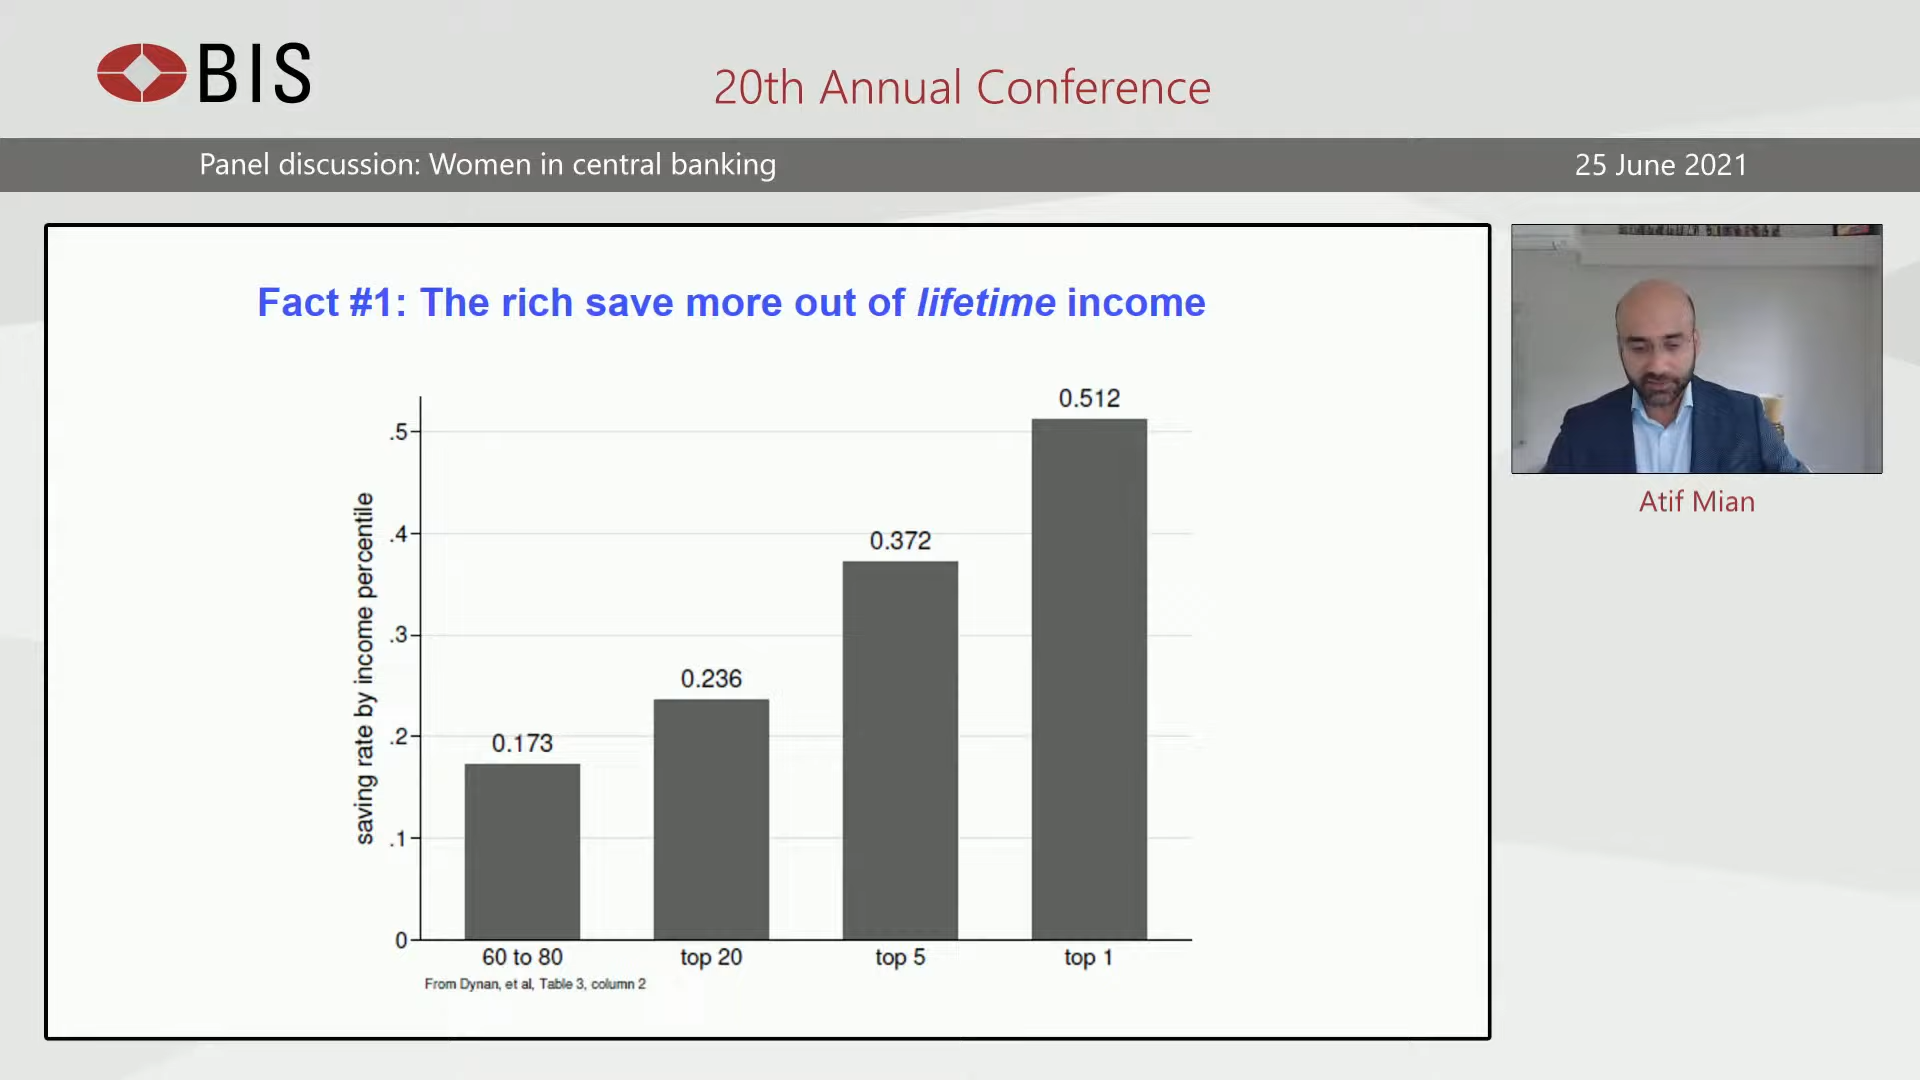 BIS
20th Annual Conference
Panel discussion: Women in central banking
25 June 2021
Fact #1: The rich save more out of lifetime income
saving rate by income percentile
.5
.4
.3
.2
.1
0
0.173
0.236
0.372
0.512
60 to 80
top 20
top 5
top 1
From Dynan, et al, Table 3, column 2
Atif Mian